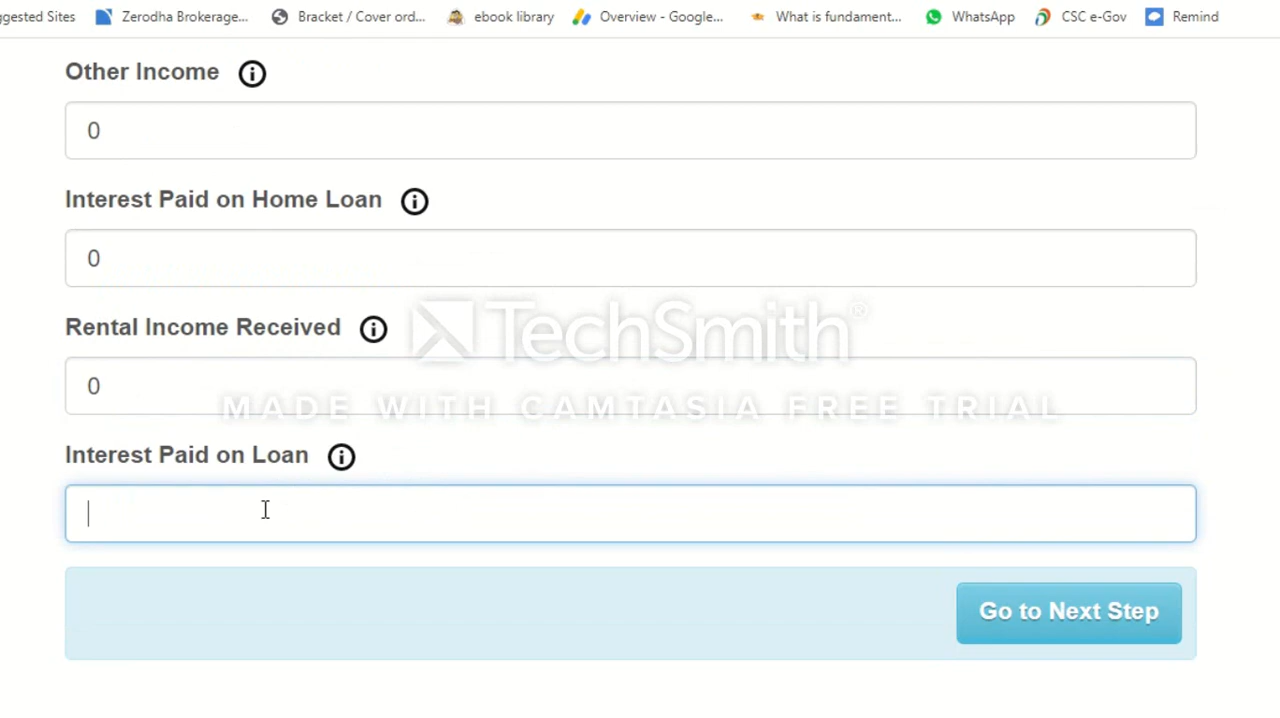 ggested Sites Zerodha Brokerage... Bracket / Cover ord... ebook library Overview - Google... What is fundament... WhatsApp CSC e-Gov Remind
Other Income
0
Interest Paid on Home Loan
0
Rental Income Received
TechSmith®
0
MADE WITH CAMTASIA FREE TRIAL
Interest Paid on Loan
Go to Next Step